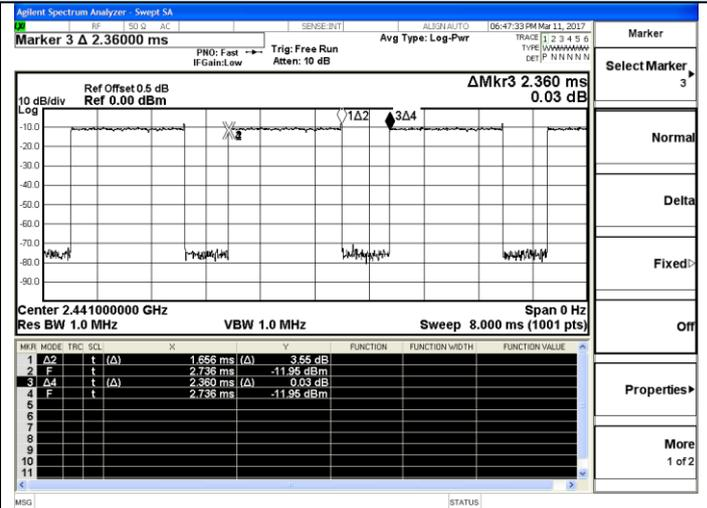 Agilent Spectrum Analyzer - Swept SA
RF 50 Ω AC SENSE:INT ALIGN AUTO 06:47:33 PM Mar 11, 2017
Marker 3 Δ 2.36000 ms
PNO: Fast
IFGain:Low
Trig: Free Run
Atten: 10 dB
Avg Type: Log-Pwr
TRACE 1 2 3 4 5 6
TYPE
DET P N N N N N
Ref Offset 0.5 dB
Ref 0.00 dBm
10 dB/div
Log
ΔMkr3 2.360 ms
0.03 dB
1Δ2
3Δ4
-10.0
-20.0
-30.0
-40.0
-50.0
-60.0
-70.0
-80.0
-90.0
Center 2.441000000 GHz Span 0 Hz
Res BW 1.0 MHz VBW 1.0 MHz Sweep 8.000 ms (1001 pts)
MKR MODE TRC SCL X Y FUNCTION FUNCTION WIDTH FUNCTION VALUE
1 Δ2 t (Δ) 1.656 ms (Δ) 3.55 dB
2 F t 2.736 ms -11.95 dBm
3 Δ4 t (Δ) 2.360 ms (Δ) 0.03 dB
4 F t 2.736 ms -11.95 dBm
5
6
7
8
9
10
11
MSG STATUS
Marker
Select Marker
3
Normal
Delta
Fixed
Off
Properties
More
1 of 2